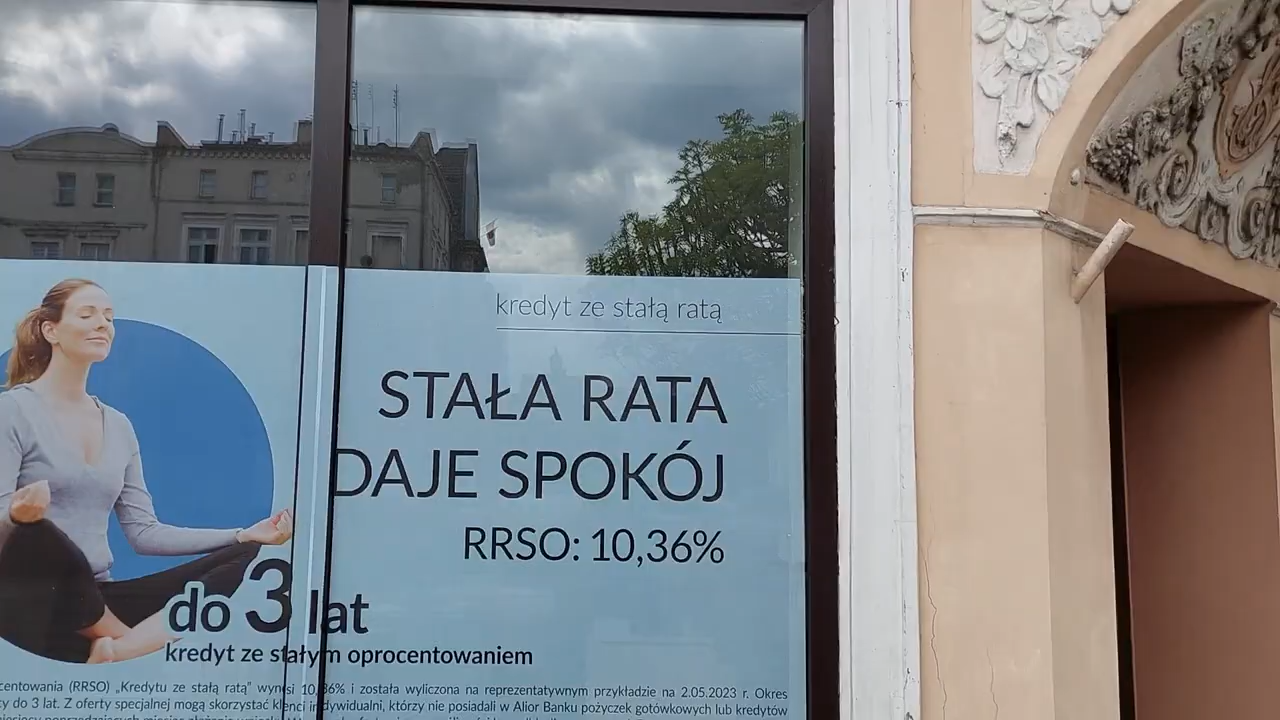 kredyt ze stałą ratą
STAŁA RATA
DAJE SPOKÓJ
RRSO: 10,36%
do 3 lat
kredyt ze stałym oprocentowaniem
centowania (RRSO) „Kredytu ze stałą ratą” wynosi 10,36% i została wyliczona na reprezentatywnym przykładzie na 2.05.2023 r. Okres
y do 3 lat. Z oferty specjalnej mogą skorzystać klienci indywidualni, którzy nie posiadali w Alior Banku pożyczek gotówkowych lub kredytów